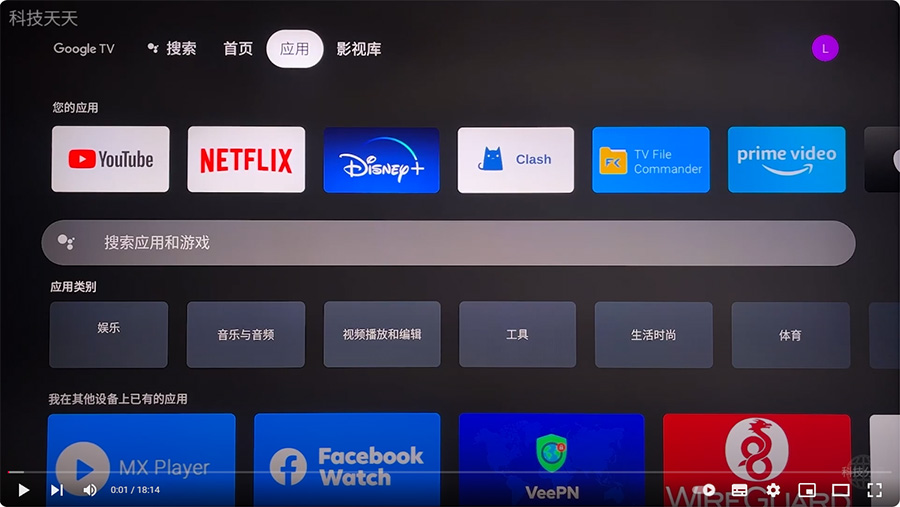 科技天天
Google TV
搜索
首页
应用
影视库
L
您的应用
YouTube
NETFLIX
Disney+
Clash
FK
TV File
Commander
prime video
搜索应用和游戏
应用类别
娱乐
音乐与音频
视频播放和编辑
工具
生活时尚
体育
我在其他设备上已有的应用
MX Player
Facebook
Watch
VeePN
WIREGUARD
0:01 / 18:14